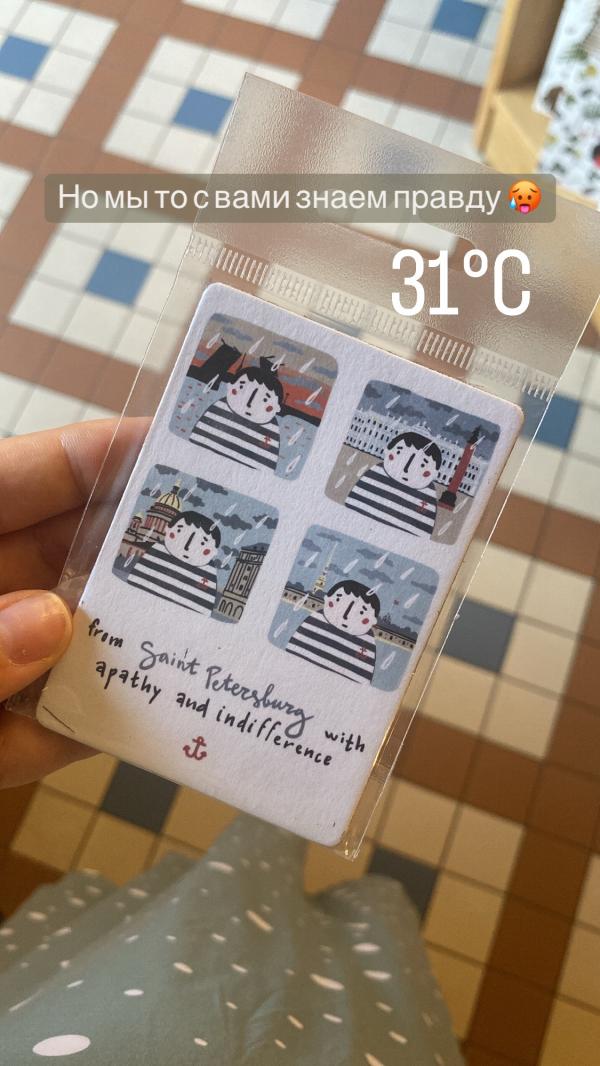 Но мы то с вами знаем правду 🥵
31°C
from Saint Petersburg with
apathy and indifference